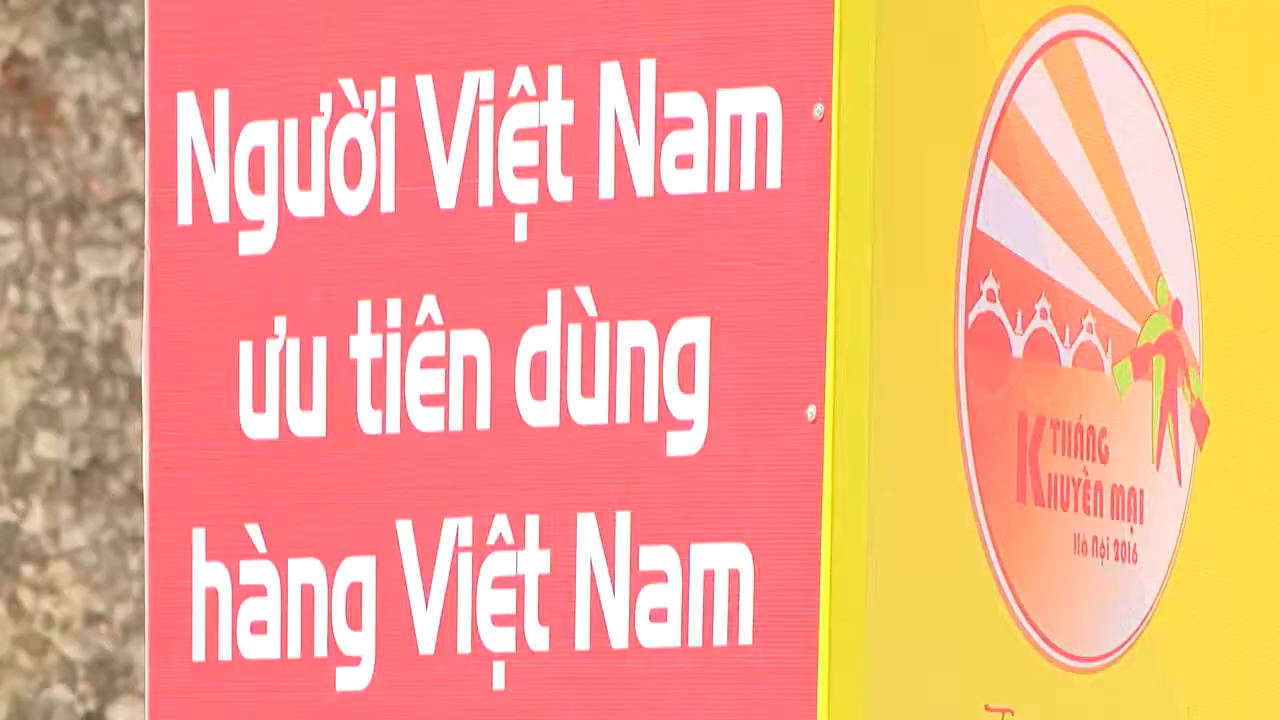 Người Việt Nam
ưu tiên dùng
hàng Việt Nam
THÁNG
KHUYẾN MẠI
Hà Nội 2016